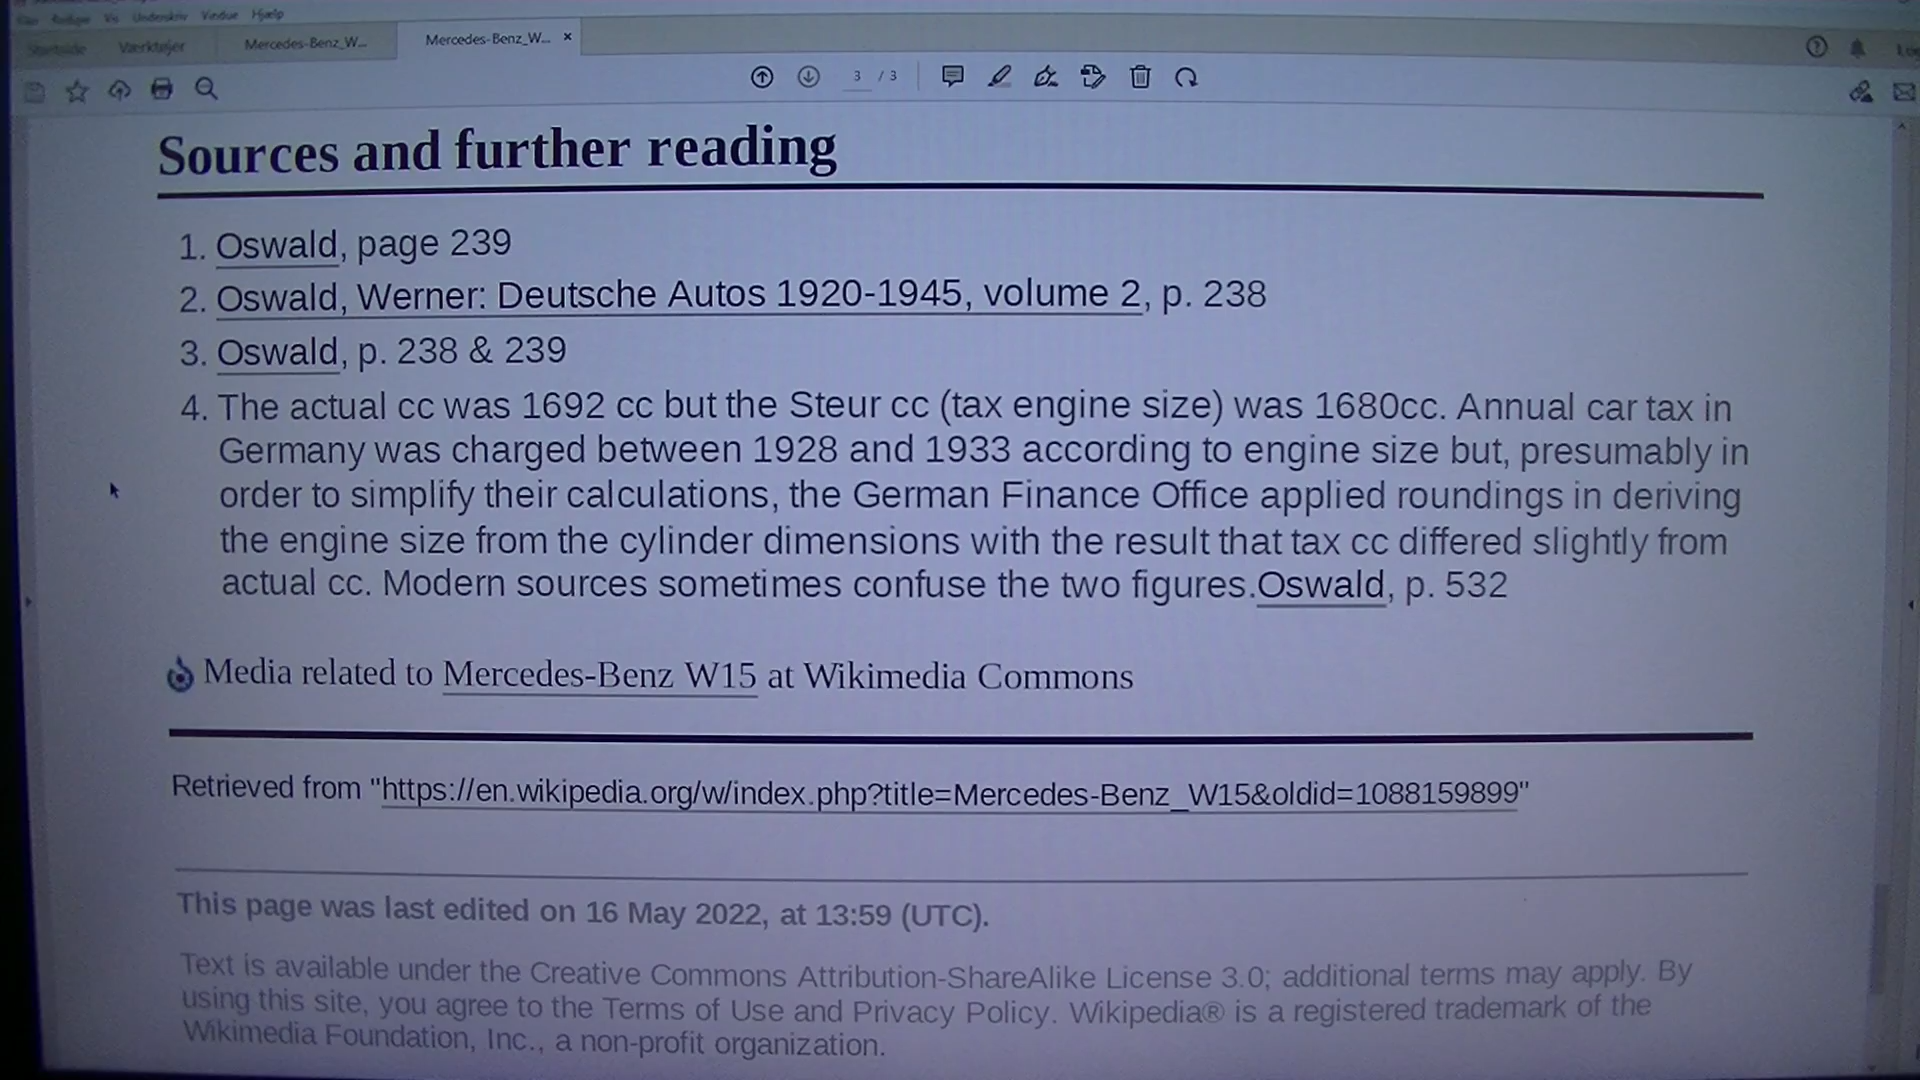 Vis Underskriv Vindue Hjælp
Startside Værktøjer Mercedes-Benz_W... Mercedes-Benz_W... ×
3 / 3
Sources and further reading
1. Oswald, page 239
2. Oswald, Werner: Deutsche Autos 1920-1945, volume 2, p. 238
3. Oswald, p. 238 & 239
4. The actual cc was 1692 cc but the Steur cc (tax engine size) was 1680cc. Annual car tax in
Germany was charged between 1928 and 1933 according to engine size but, presumably in
order to simplify their calculations, the German Finance Office applied roundings in deriving
the engine size from the cylinder dimensions with the result that tax cc differed slightly from
actual cc. Modern sources sometimes confuse the two figures.Oswald, p. 532
Media related to Mercedes-Benz W15 at Wikimedia Commons
Retrieved from "https://en.wikipedia.org/w/index.php?title=Mercedes-Benz_W15&oldid=1088159899"
This page was last edited on 16 May 2022, at 13:59 (UTC).
Text is available under the Creative Commons Attribution-ShareAlike License 3.0; additional terms may apply. By
using this site, you agree to the Terms of Use and Privacy Policy. Wikipedia® is a registered trademark of the
Wikimedia Foundation, Inc., a non-profit organization.